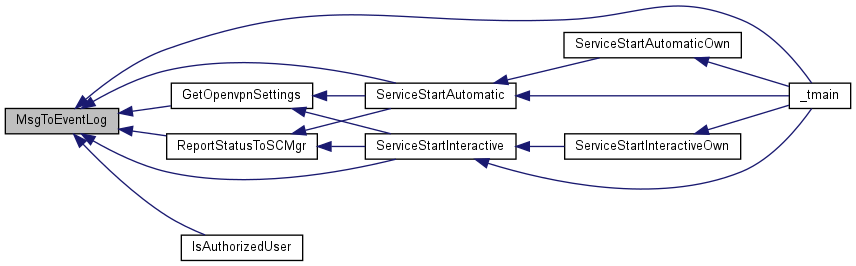 MsgToEventLog
GetOpenvpnSettings
ReportStatusToSCMgr
IsAuthorizedUser
ServiceStartAutomatic
ServiceStartInteractive
ServiceStartAutomaticOwn
ServiceStartInteractiveOwn
_tmain